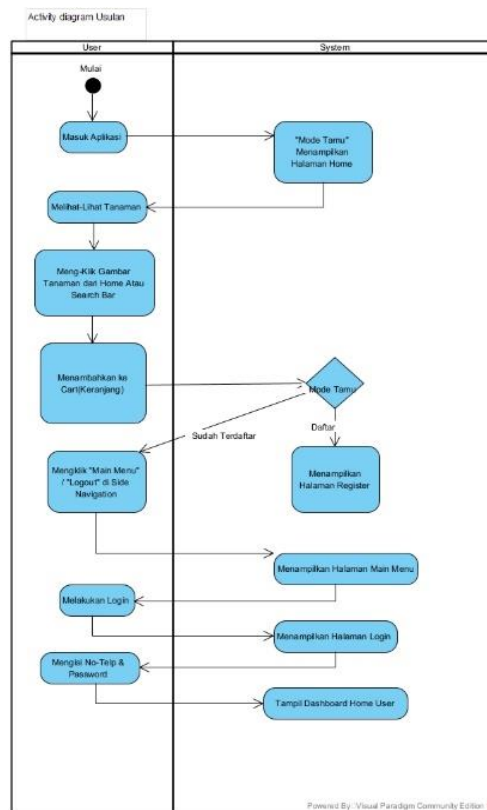 Activity diagram Usulan
User
System
Mulai
Masuk Aplikasi
"Mode Tamu"
Menampilkan
Halaman Home
Melihat-Lihat Tanaman
Meng-Klik Gambar
Tanaman dari Home Atau
Search Bar
Menambahkan ke
Cart(Keranjang)
Mode Tamu
Sudah Terdaftar
Daftar
Mengklik "Main Menu"
/ "Logout" di Side
Navigation
Menampilkan
Halaman Register
Menampilkan Halaman Main Menu
Melakukan Login
Menampilkan Halaman Login
Mengisi No-Telp &
Password
Tampil Dashboard Home User
Powered By: Visual Paradigm Community Edition